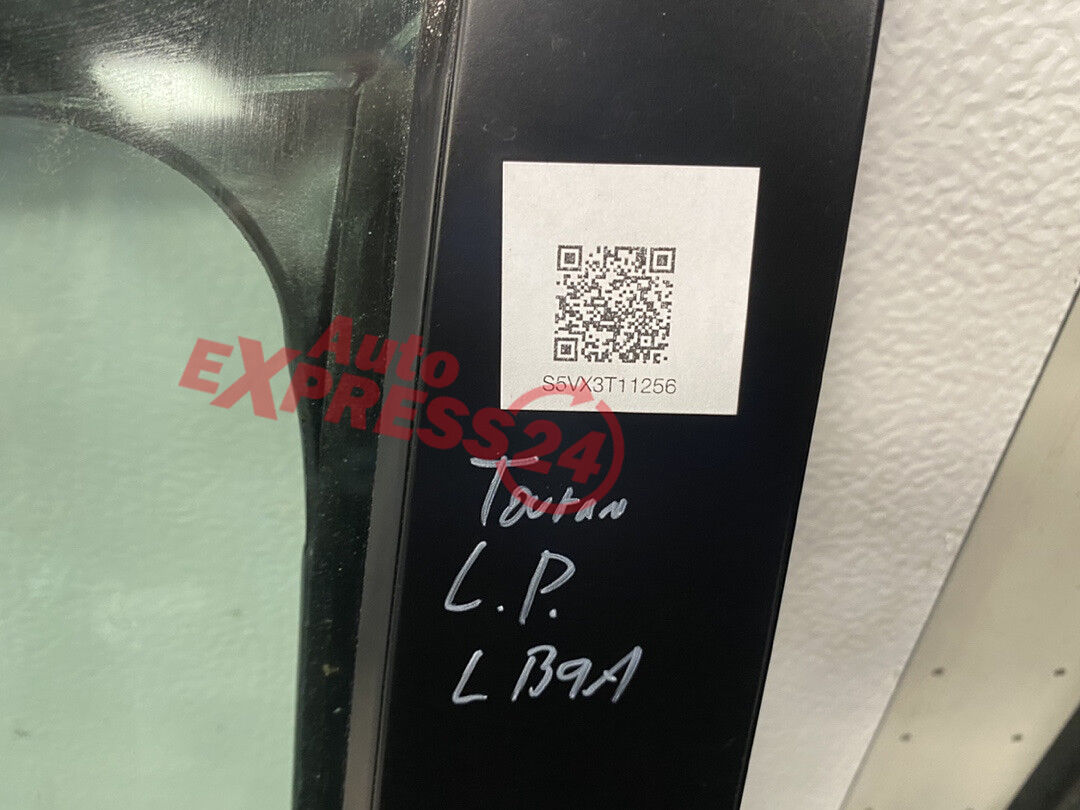 S5VX3T11256
Auto
EXPRESS24
Touran
L.P.
LB9A